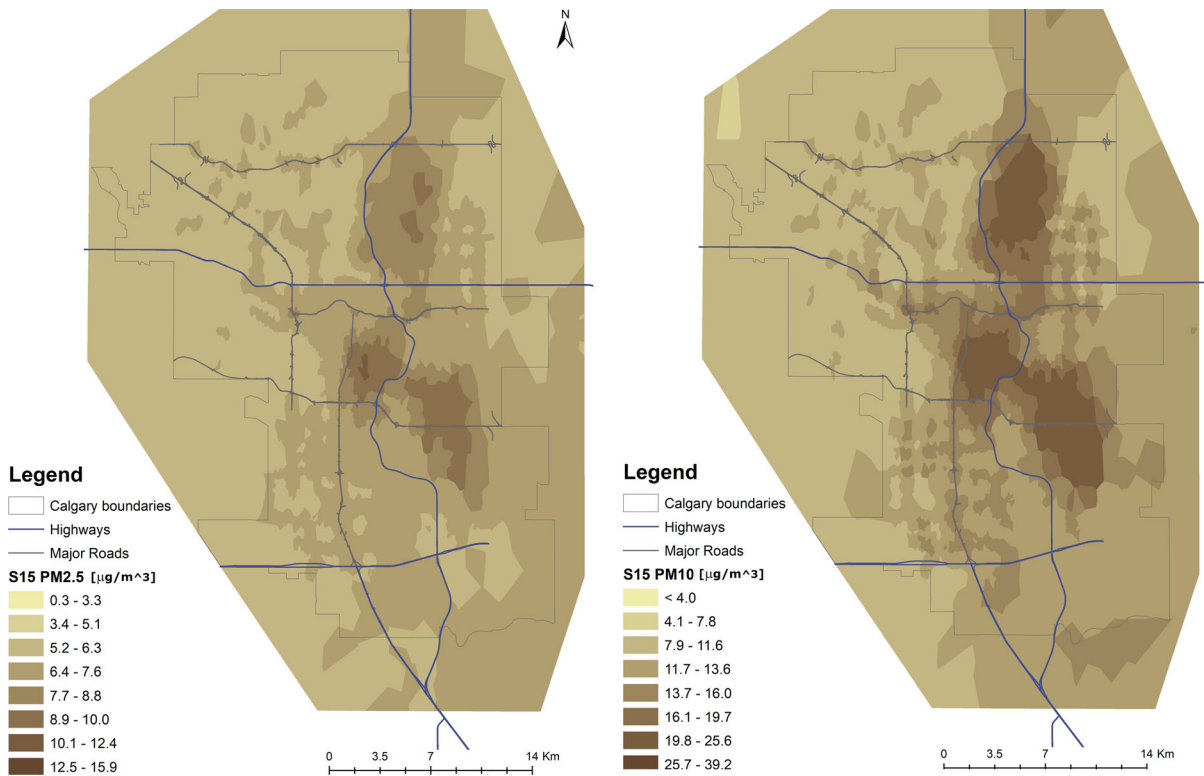 N
Legend
Calgary boundaries
Highways
Major Roads
S15 PM2.5 [μg/m^3]
0.3 - 3.3
3.4 - 5.1
5.2 - 6.3
6.4 - 7.6
7.7 - 8.8
8.9 - 10.0
10.1 - 12.4
12.5 - 15.9
0 3.5 7 14 Km
Legend
Calgary boundaries
Highways
Major Roads
S15 PM10 [μg/m^3]
< 4.0
4.1 - 7.8
7.9 - 11.6
11.7 - 13.6
13.7 - 16.0
16.1 - 19.7
19.8 - 25.6
25.7 - 39.2
0 3.5 7 14 Km